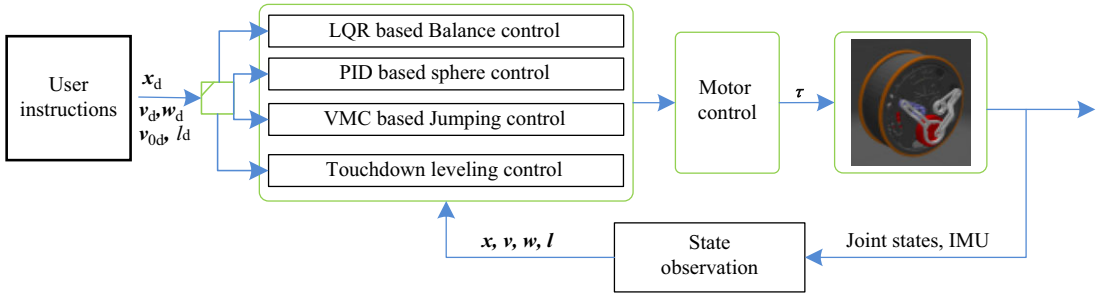 User
instructions
x_d
v_d,w_d
v_0d, l_d
LQR based Balance control
PID based sphere control
VMC based Jumping control
Touchdown leveling control
Motor
control
τ
x, v, w, l
State
observation
Joint states, IMU